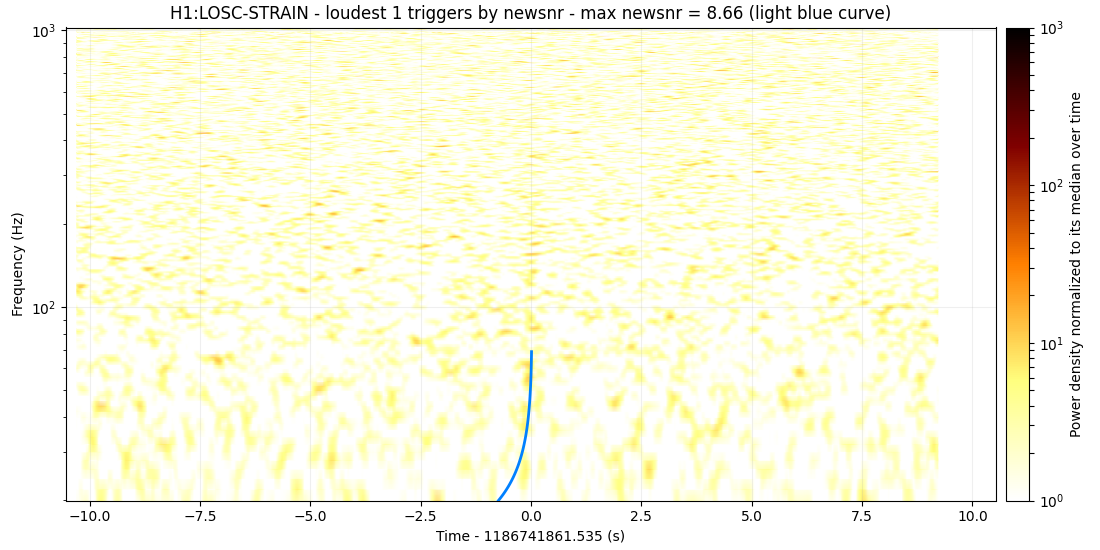 H1:LOSC-STRAIN - loudest 1 triggers by newsnr - max newsnr = 8.66 (light blue curve)
Frequency (Hz)
10³
10²
−10.0 −7.5 −5.0 −2.5 0.0 2.5 5.0 7.5 10.0
Time - 1186741861.535 (s)
10³
10²
10¹
10⁰
Power density normalized to its median over time